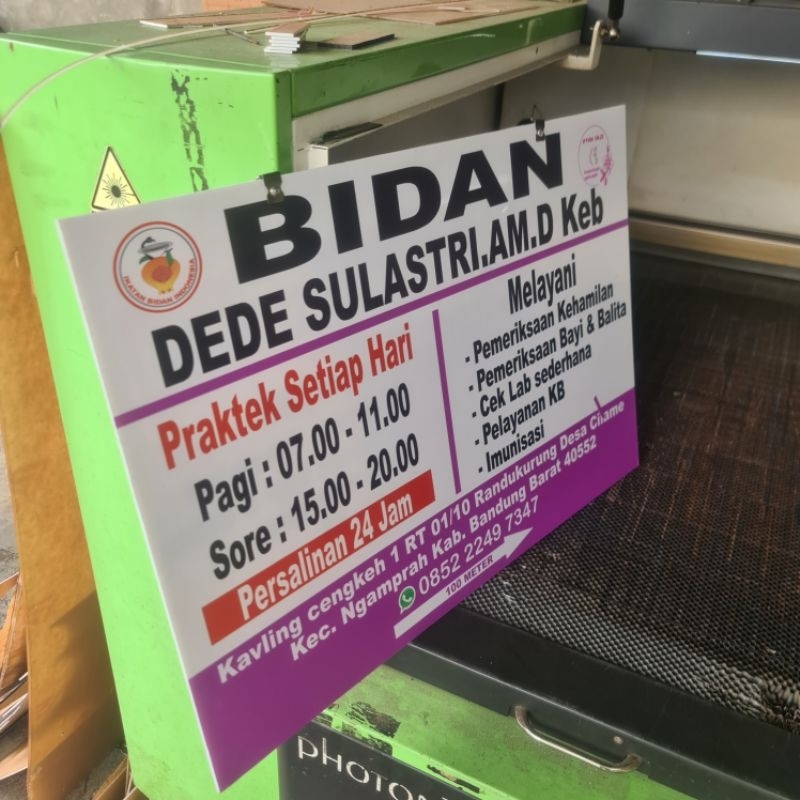 BIDAN
DEDE SULASTRI.AM.D Keb
IKATAN BIDAN INDONESIA
Praktek Setiap Hari
Pagi : 07.00 - 11.00
Sore : 15.00 - 20.00
Persalinan 24 Jam
Melayani
- Pemeriksaan Kehamilan
- Pemeriksaan Bayi & Balita
- Cek Lab sederhana
- Pelayanan KB
- Imunisasi
Kavling cengkeh 1 RT 01/10 Randukurung Desa Cilame
Kec. Ngamprah Kab. Bandung Barat 40552
0852 2249 7347
100 METER
PHOTON